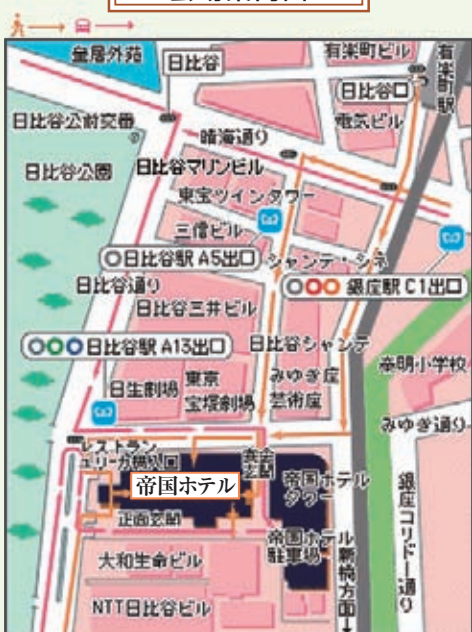 皇居外苑
日比谷
有楽町ビル
有楽町駅
日比谷口
電気ビル
日比谷公前交番
晴海通り
日比谷公園
日比谷マリンビル
東宝ツインタワー
三信ビル
日比谷駅 A5出口
シャンテ・シネ
日比谷通り
銀座駅 C1出口
日比谷三井ビル
日比谷駅 A13出口
日比谷シャンテ
泰明小学校
日生劇場
東京
宝塚劇場
みゆき座
芸術座
みゆき通り
レストラン
ユリーカ横入口
玄関
帝国ホテル
帝国ホテル
タワー
正面玄関
帝国ホテル
駐車場
銀座コリドー通り
新橋方面→
大和生命ビル
NTT日比谷ビル